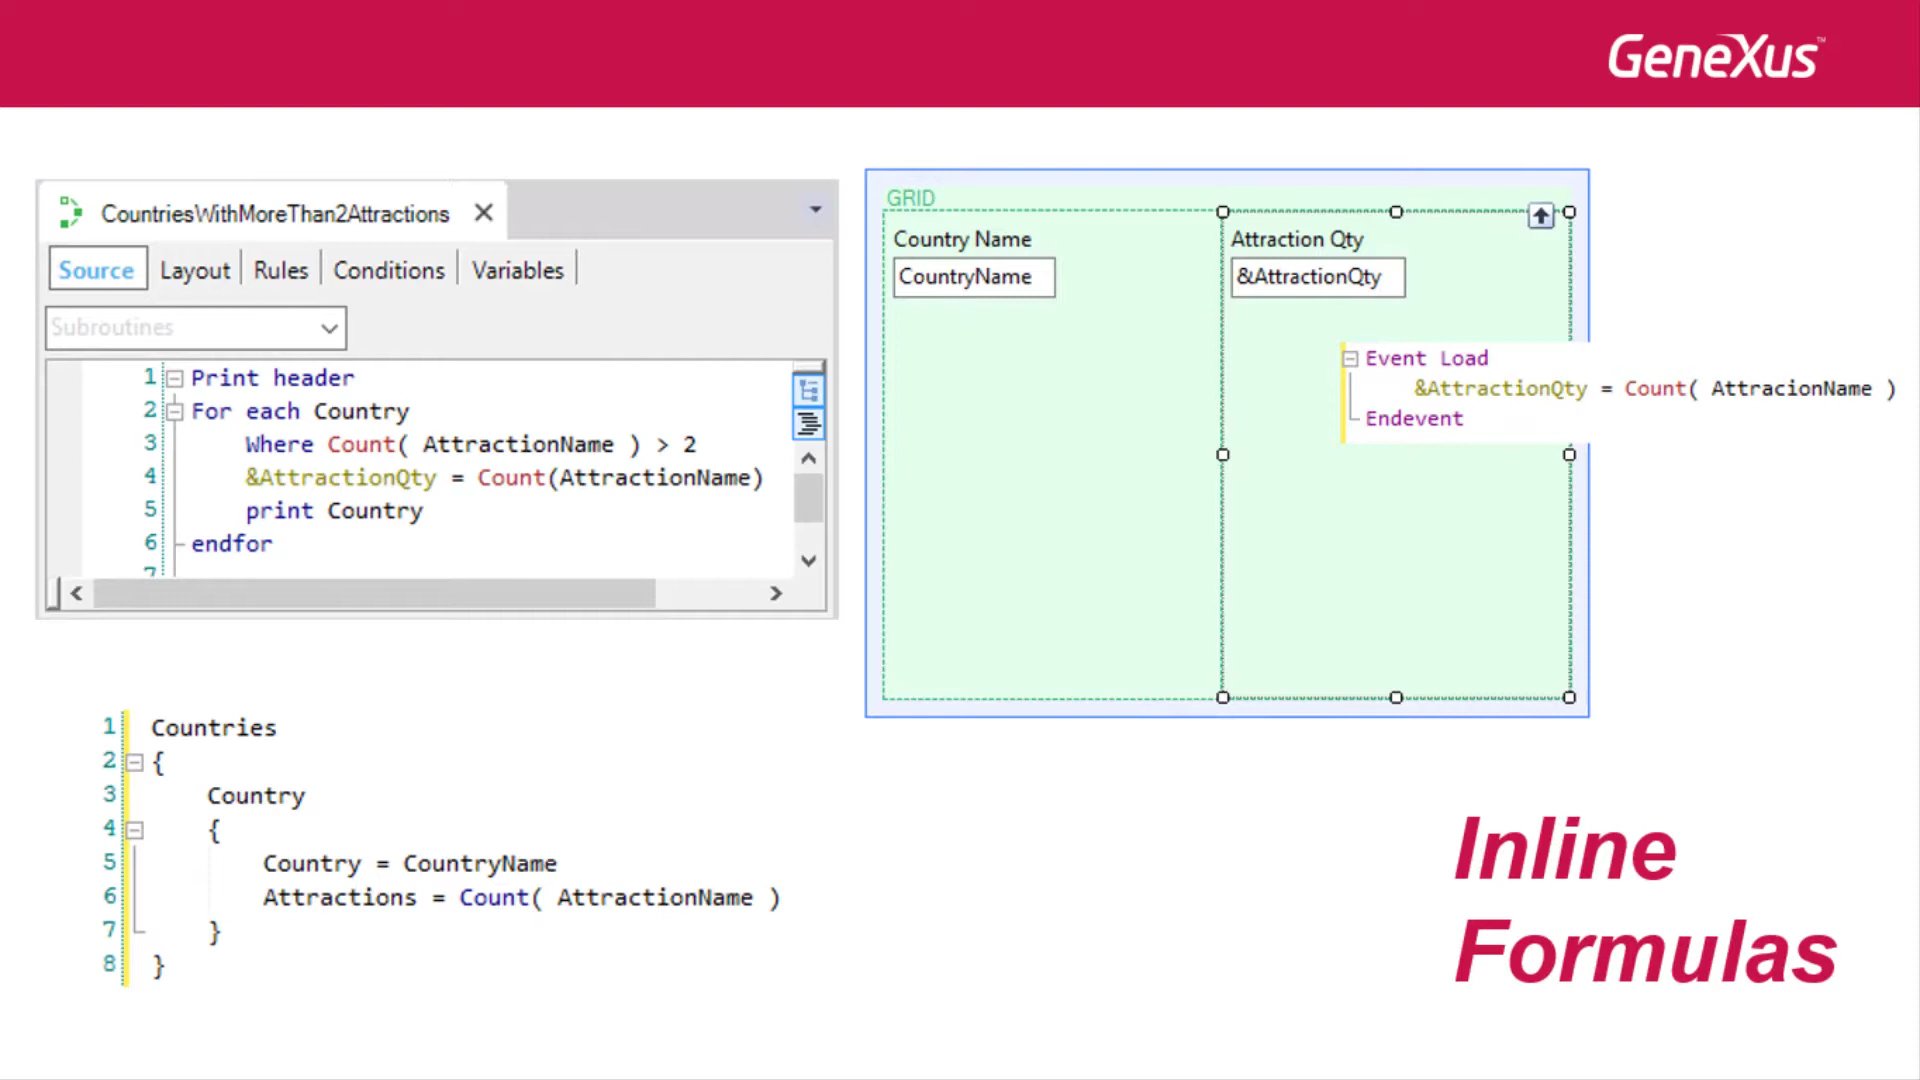 GeneXus™
CountriesWithMoreThan2Attractions
Source Layout Rules Conditions Variables
Subroutines
1 Print header
2 For each Country
3 Where Count( AttractionName ) > 2
4 &AttractionQty = Count(AttractionName)
5 print Country
6 endfor
7
GRID
Country Name Attraction Qty
CountryName &AttractionQty
Event Load
&AttractionQty = Count( AttracionName )
Endevent
1 Countries
2 {
3 Country
4 {
5 Country = CountryName
6 Attractions = Count( AttractionName )
7 }
8 }
Inline
Formulas